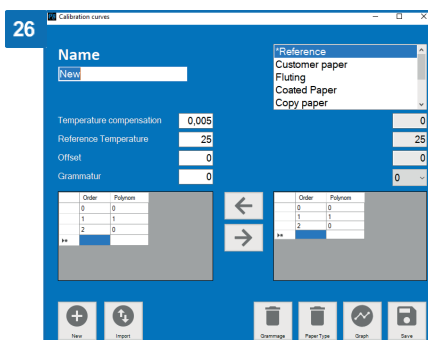 26
Calibration curves
Name
New
*Reference
Customer paper
Fluting
Coated Paper
Copy paper
Temperature compensation 0,005 0
Reference Temperature 25 25
Offset 0 0
Grammatur 0 0
Order Polynom
0 0
1 1
2 0
Order Polynom
0 0
1 1
2 0
New Import Grammage Paper Type Graph Save